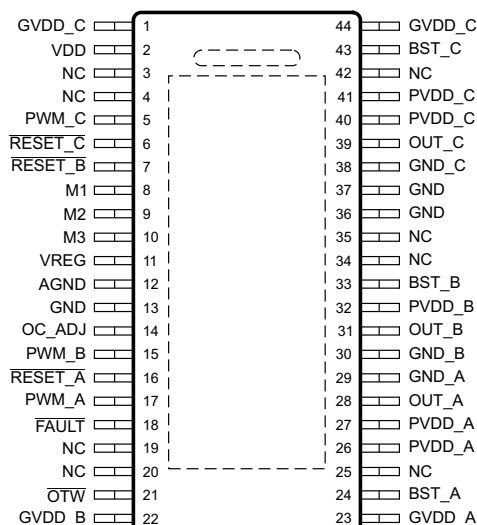 GVDD_C 1 44 GVDD_C
VDD 2 43 BST_C
NC 3 42 NC
NC 4 41 PVDD_C
PWM_C 5 40 PVDD_C
RESET_C 6 39 OUT_C
RESET_B 7 38 GND_C
M1 8 37 GND
M2 9 36 GND
M3 10 35 NC
VREG 11 34 NC
AGND 12 33 BST_B
GND 13 32 PVDD_B
OC_ADJ 14 31 OUT_B
PWM_B 15 30 GND_B
RESET_A 16 29 GND_A
PWM_A 17 28 OUT_A
FAULT 18 27 PVDD_A
NC 19 26 PVDD_A
NC 20 25 NC
OTW 21 24 BST_A
GVDD_B 22 23 GVDD_A